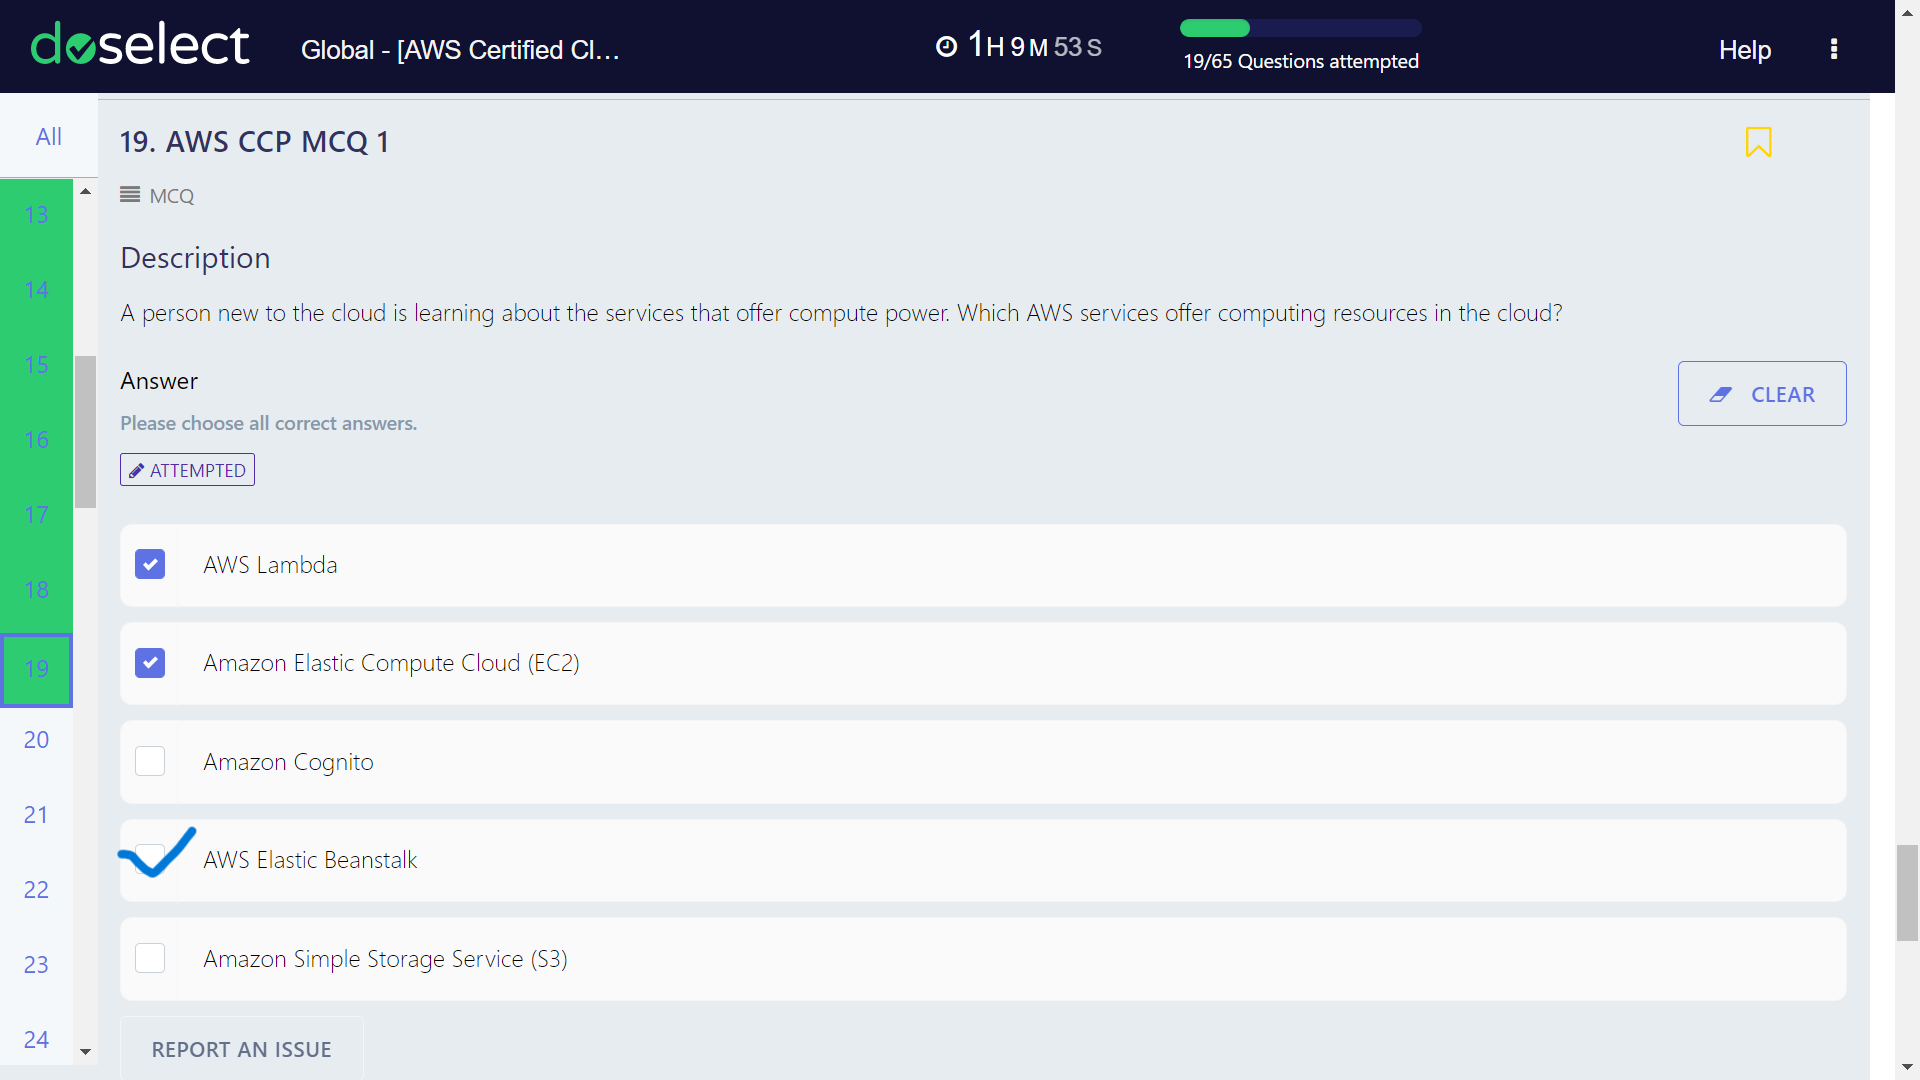 doselect
Global - [AWS Certified Cl...
1H 9M 53S
19/65 Questions attempted
Help
All
13
14
15
16
17
18
19
20
21
22
23
24
19. AWS CCP MCQ 1
MCQ
Description
A person new to the cloud is learning about the services that offer compute power. Which AWS services offer computing resources in the cloud?
Answer
CLEAR
Please choose all correct answers.
ATTEMPTED
AWS Lambda
Amazon Elastic Compute Cloud (EC2)
Amazon Cognito
AWS Elastic Beanstalk
Amazon Simple Storage Service (S3)
REPORT AN ISSUE